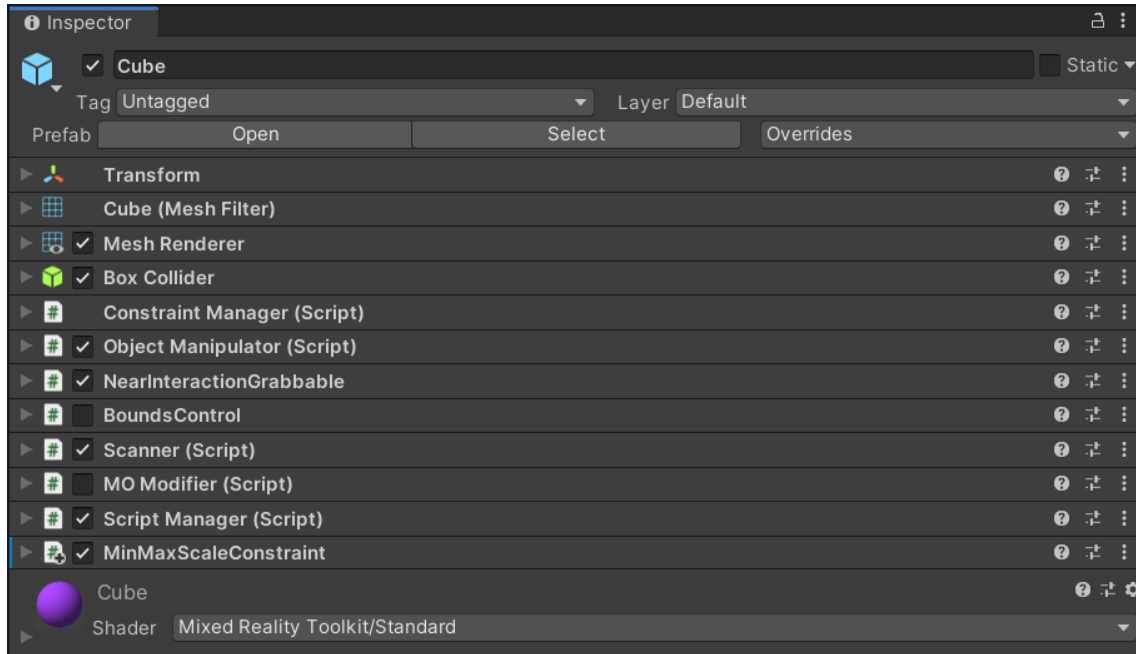 Inspector
Cube Static
Tag Untagged Layer Default
Prefab Open Select Overrides
Transform
Cube (Mesh Filter)
Mesh Renderer
Box Collider
Constraint Manager (Script)
Object Manipulator (Script)
NearInteractionGrabbable
BoundsControl
Scanner (Script)
MO Modifier (Script)
Script Manager (Script)
MinMaxScaleConstraint
Cube
Shader Mixed Reality Toolkit/Standard